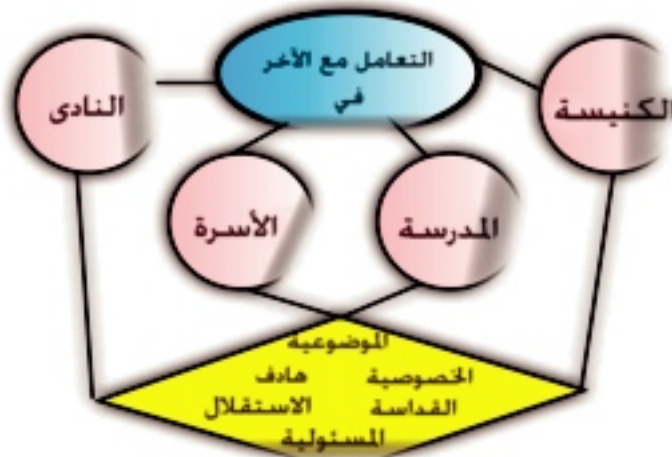 التعامل مع الآخر
في
الكنيسة
النادى
المدرسة
الأسرة
الموضوعية
الخصوصية هادف
القداسة الاستقلال
المسئولية